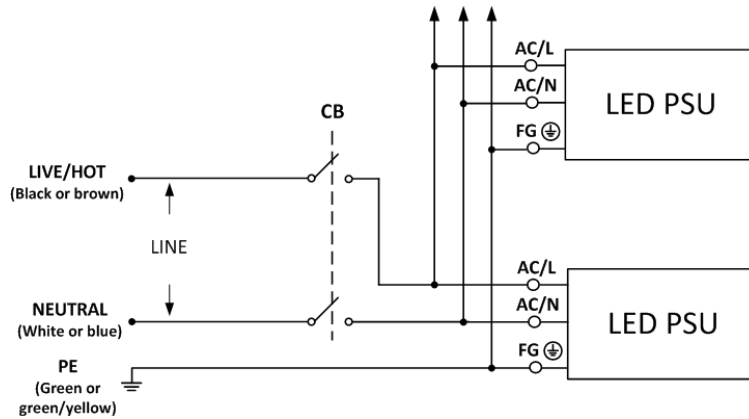 AC/L
AC/N
LED PSU
FG
CB
LIVE/HOT
(Black or brown)
LINE
AC/L
NEUTRAL
(White or blue)
AC/N
LED PSU
FG
PE
(Green or
green/yellow)